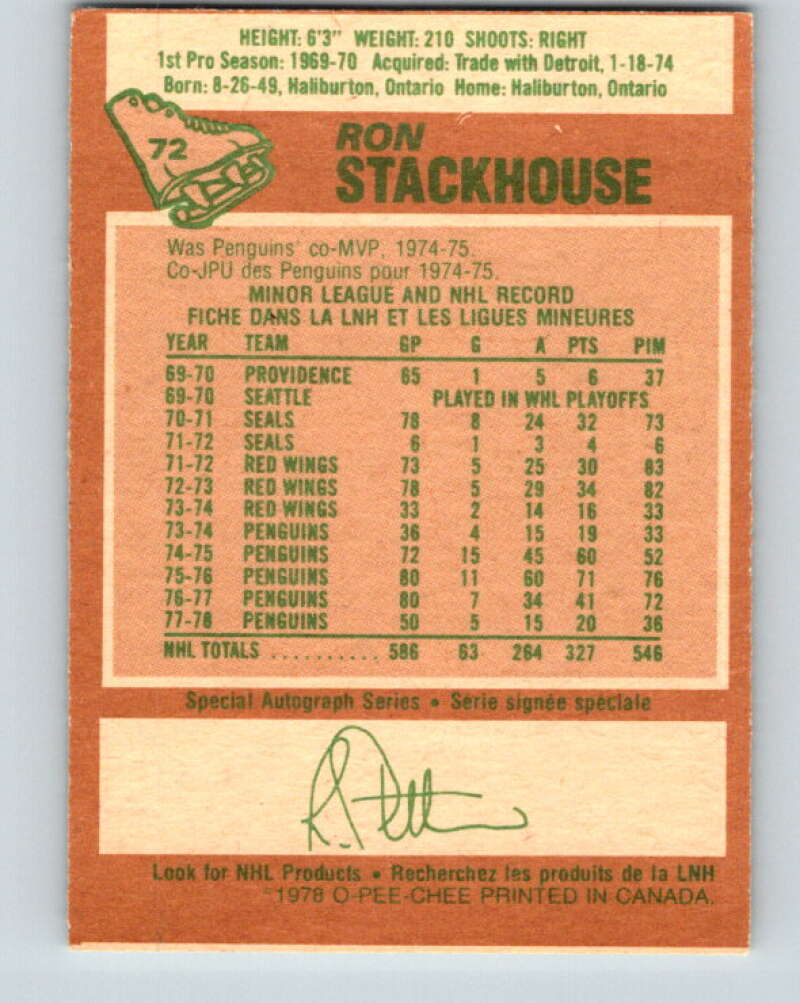 HEIGHT: 6'3" WEIGHT: 210 SHOOTS: RIGHT
1st Pro Season: 1969-70 Acquired: Trade with Detroit, 1-18-74
Born: 8-26-49, Haliburton, Ontario Home: Haliburton, Ontario
72
RON
STACKHOUSE
Was Penguins' co-MVP, 1974-75.
Co-JPU des Penguins pour 1974-75.
MINOR LEAGUE AND NHL RECORD
FICHE DANS LA LNH ET LES LIGUES MINEURES
YEAR TEAM GP G A PTS PIM
69-70 PROVIDENCE 65 1 5 6 37
69-70 SEATTLE PLAYED IN WHL PLAYOFFS
70-71 SEALS 78 8 24 32 73
71-72 SEALS 6 1 3 4 6
71-72 RED WINGS 73 5 25 30 83
72-73 RED WINGS 78 5 29 34 82
73-74 RED WINGS 33 2 14 16 33
73-74 PENGUINS 36 4 15 19 33
74-75 PENGUINS 72 15 45 60 52
75-76 PENGUINS 80 11 60 71 76
76-77 PENGUINS 80 7 34 41 72
77-78 PENGUINS 50 5 15 20 36
NHL TOTALS .......... 586 63 264 327 546
Special Autograph Series • Série signée spéciale
Look for NHL Products • Recherchez les produits de la LNH
©1978 O-PEE-CHEE PRINTED IN CANADA.